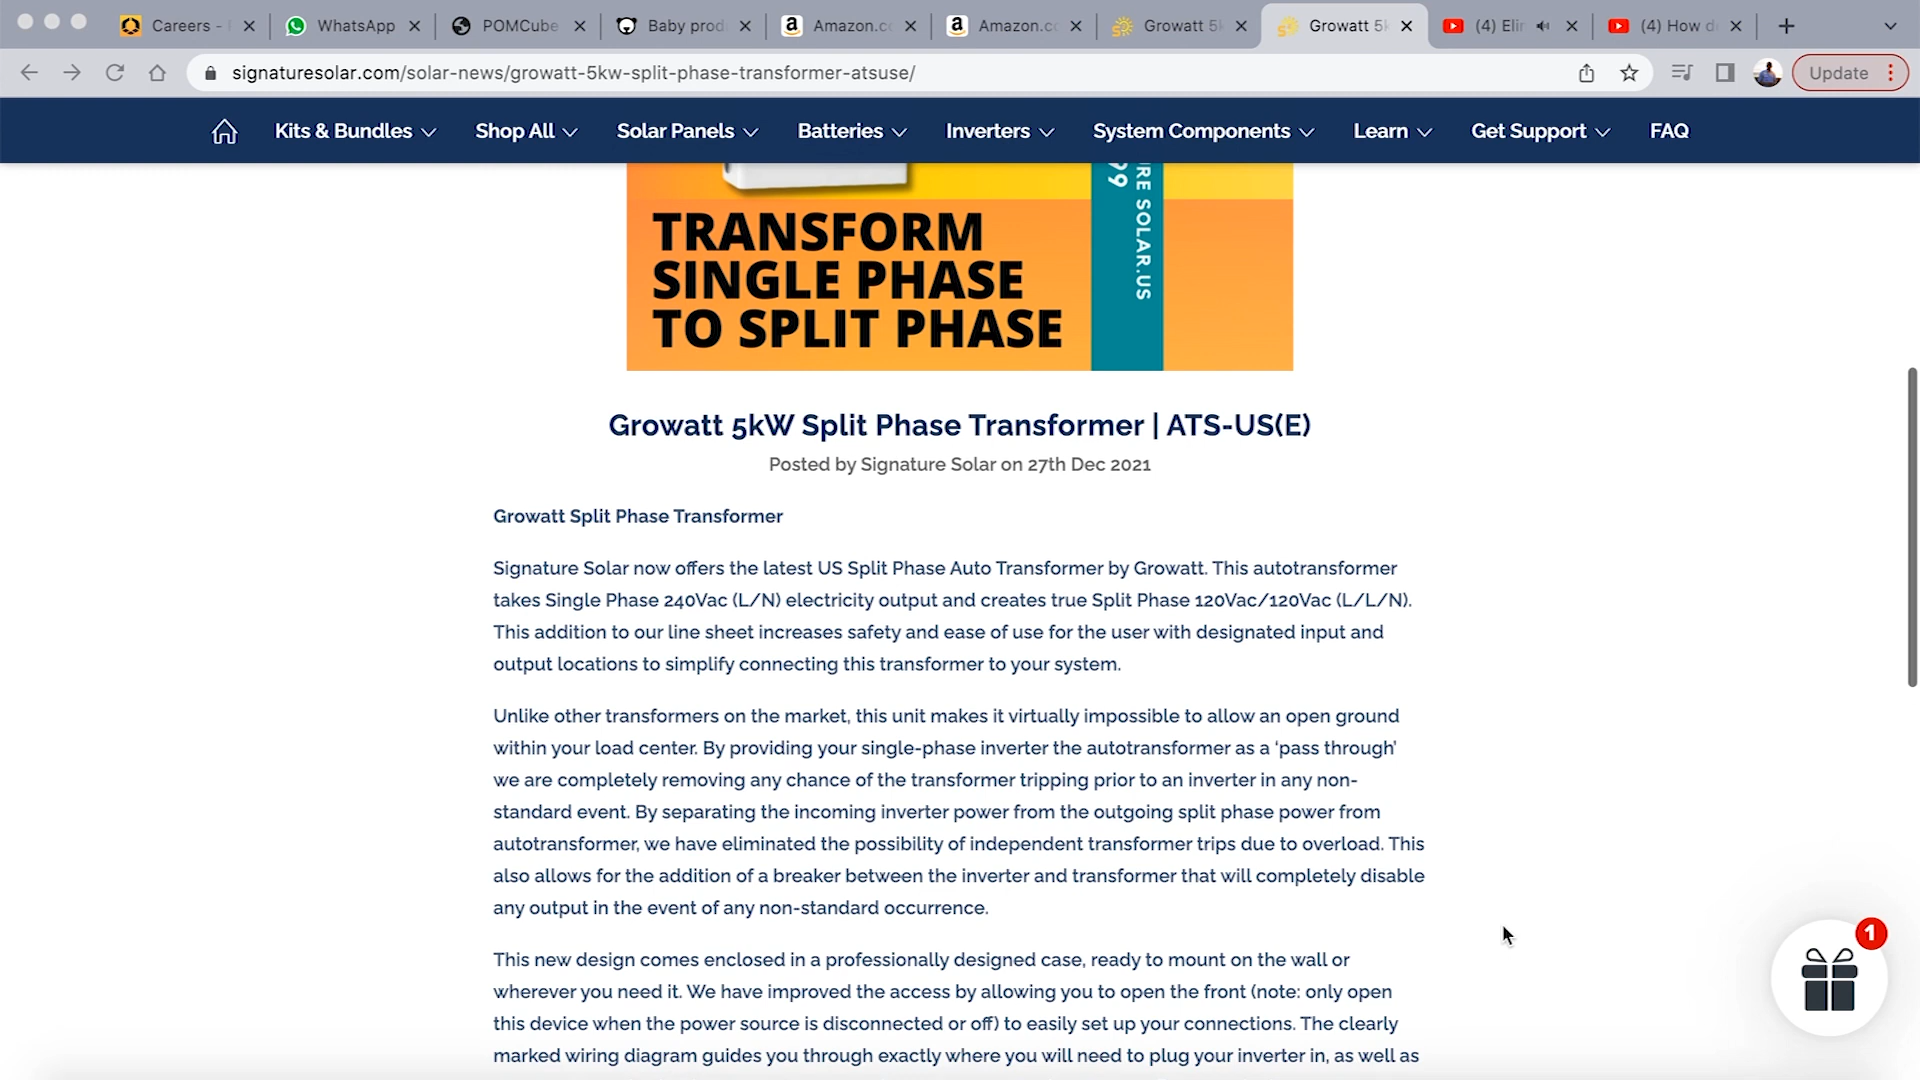 Careers -
WhatsApp
POMCube
Baby prod
Amazon.co
Amazon.co
Growatt 5k
Growatt 5k
(4) Elir
(4) How d
signaturesolar.com/solar-news/growatt-5kw-split-phase-transformer-atsuse/
Update
Kits & Bundles
Shop All
Solar Panels
Batteries
Inverters
System Components
Learn
Get Support
FAQ
TRANSFORM
SINGLE PHASE
TO SPLIT PHASE
RE SOLAR.US
99
Growatt 5kW Split Phase Transformer | ATS-US(E)
Posted by Signature Solar on 27th Dec 2021
Growatt Split Phase Transformer
Signature Solar now offers the latest US Split Phase Auto Transformer by Growatt. This autotransformer
takes Single Phase 240Vac (L/N) electricity output and creates true Split Phase 120Vac/120Vac (L/L/N).
This addition to our line sheet increases safety and ease of use for the user with designated input and
output locations to simplify connecting this transformer to your system.
Unlike other transformers on the market, this unit makes it virtually impossible to allow an open ground
within your load center. By providing your single-phase inverter the autotransformer as a ‘pass through’
we are completely removing any chance of the transformer tripping prior to an inverter in any non-
standard event. By separating the incoming inverter power from the outgoing split phase power from
autotransformer, we have eliminated the possibility of independent transformer trips due to overload. This
also allows for the addition of a breaker between the inverter and transformer that will completely disable
any output in the event of any non-standard occurrence.
This new design comes enclosed in a professionally designed case, ready to mount on the wall or
wherever you need it. We have improved the access by allowing you to open the front (note: only open
this device when the power source is disconnected or off) to easily set up your connections. The clearly
marked wiring diagram guides you through exactly where you will need to plug your inverter in, as well as
1